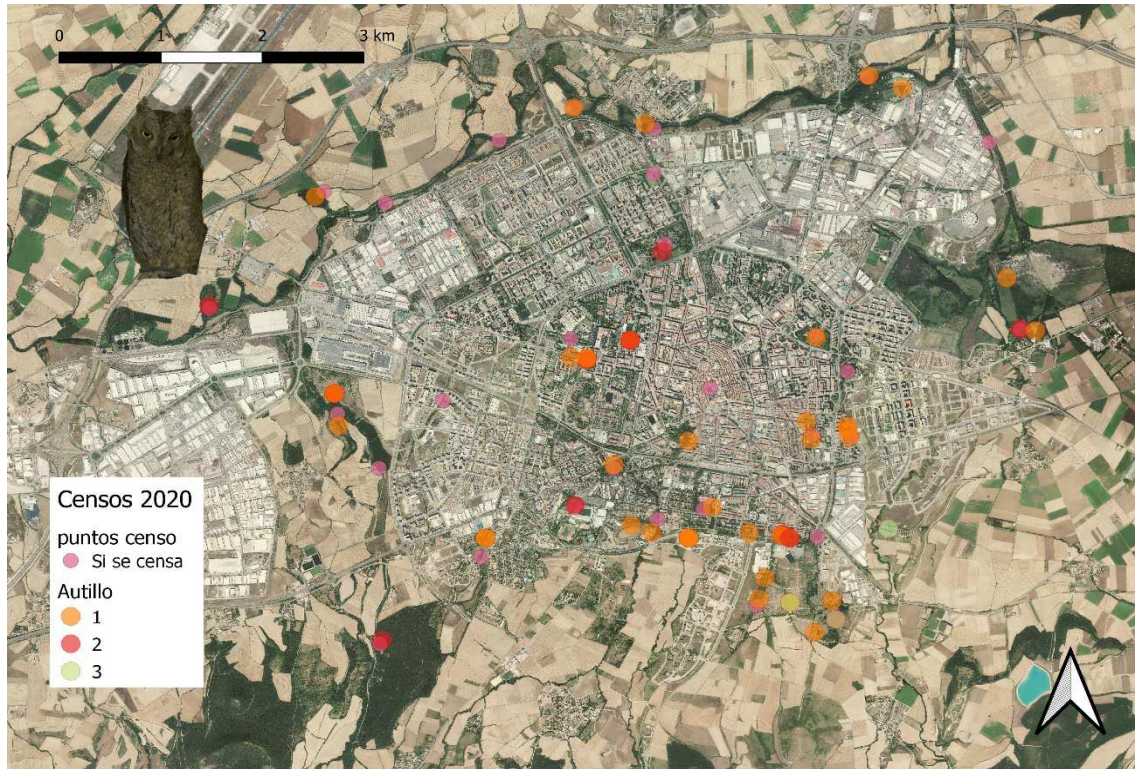 0 1 2 3 km
Censos 2020
puntos censo
Si se censa
Autillo
1
2
3